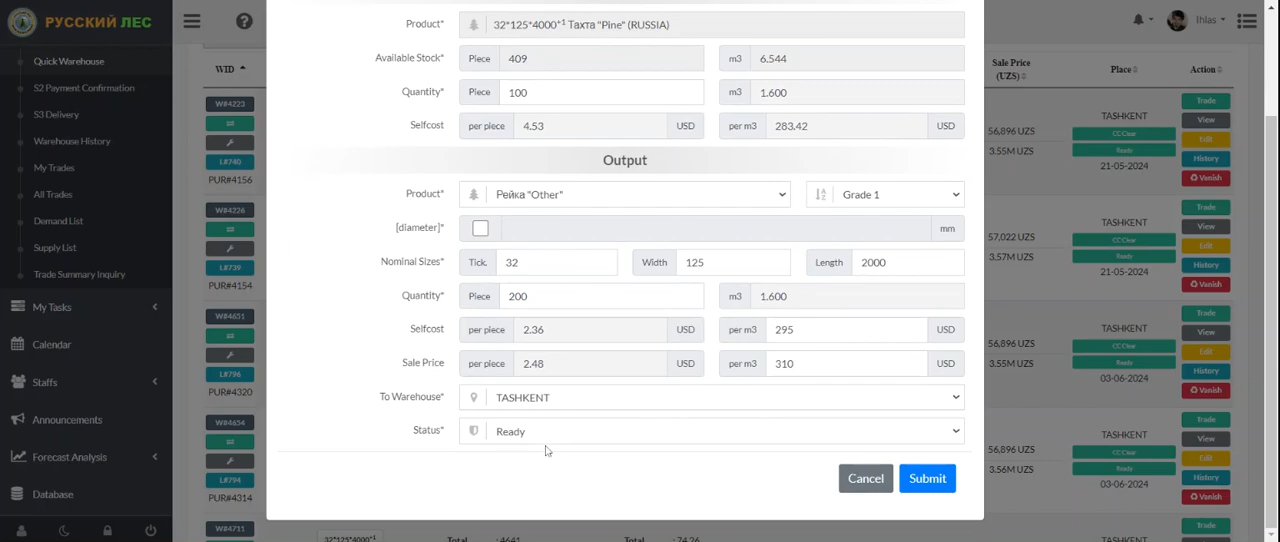 РУССКИЙ ЛЕС
Ihlas
Quick Warehouse
S2 Payment Confirmation
S3 Delivery
Warehouse History
My Trades
All Trades
Demand List
Supply List
Trade Summary Inquiry
My Tasks
Calendar
Staffs
Announcements
Forecast Analysis
Database
WID
W#4223
L#740
PUR#4156
W#4226
L#739
PUR#4154
W#4651
L#796
PUR#4320
W#4654
L#794
PUR#4314
W#4711
Product* 32*125*4000*1 Тахта "Pine" (RUSSIA)
Available Stock* Piece 409 m3 6.544
Quantity* Piece 100 m3 1.600
Selfcost per piece 4.53 USD per m3 283.42 USD
Output
Product* Рейка "Other" Grade 1
[diameter]* mm
Nominal Sizes* Tick. 32 Width 125 Length 2000
Quantity* Piece 200 m3 1.600
Selfcost per piece 2.36 USD per m3 295 USD
Sale Price per piece 2.48 USD per m3 310 USD
To Warehouse* TASHKENT
Status* Ready
Cancel Submit
32*125*4000*1 Total : 4641 Total : 74.26
Sale Price
(UZS)
Place
Action
56,896 UZS
3.55M UZS
TASHKENT
CCClear
Ready
21-05-2024
Trade
View
Edit
History
Vanish
57,022 UZS
3.57M UZS
TASHKENT
CCClear
Ready
21-05-2024
Trade
View
Edit
History
Vanish
56,896 UZS
3.55M UZS
TASHKENT
CCClear
Ready
03-06-2024
Trade
View
Edit
History
Vanish
56,896 UZS
3.56M UZS
TASHKENT
CCClear
Ready
03-06-2024
Trade
View
Edit
History
Vanish
TASHKENT
Trade
View